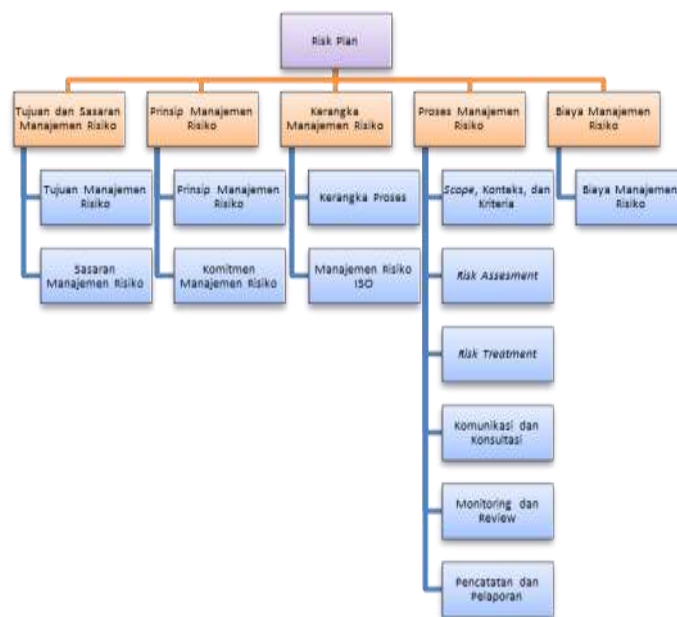 Risk Plan
Tujuan dan Sasaran
Manajemen Risiko
Prinsip Manajemen
Risiko
Kerangka
Manajemen Risiko
Proses Manajemen
Risiko
Biaya Manajemen
Risiko
Tujuan Manajemen
Risiko
Sasaran
Manajemen Risiko
Prinsip Manajemen
Risiko
Komitmen
Manajemen Risiko
Kerangka Proses
Manajemen Risiko
ISO
Scope, Konteks, dan
Kriteria
Risk Assesment
Risk Treatment
Komunikasi dan
Konsultasi
Monitoring dan
Review
Pencatatan dan
Pelaporan
Biaya Manajemen
Risiko